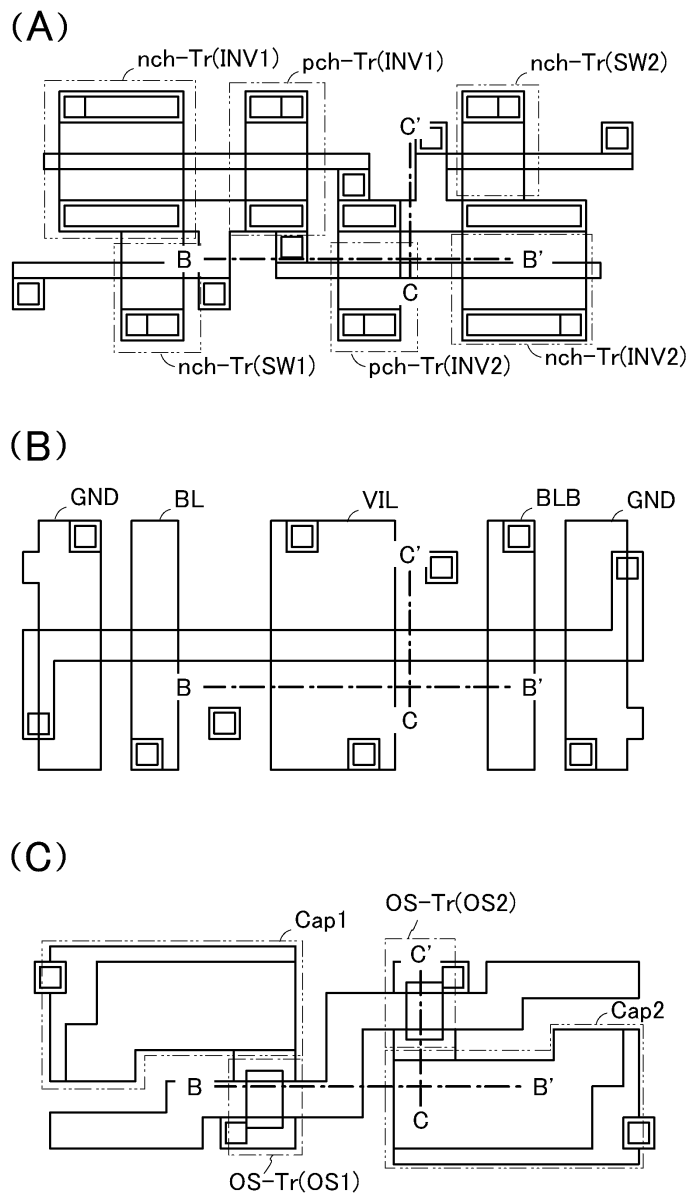 (A)
nch-Tr(INV1)
pch-Tr(INV1)
nch-Tr(SW2)
C'
B
B'
C
nch-Tr(SW1)
pch-Tr(INV2)
nch-Tr(INV2)
(B)
GND
BL
VIL
BLB
GND
C'
B
B'
C
(C)
Cap1
OS-Tr(OS2)
C'
Cap2
B
B'
C
OS-Tr(OS1)